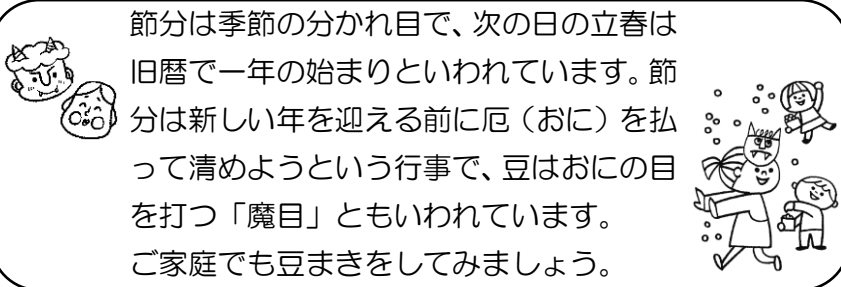 節分は季節の分かれ目で、次の日の立春は
旧暦で一年の始まりといわれています。節
分は新しい年を迎える前に厄（おに）を払
って清めようという行事で、豆はおにの目
を打つ「魔目」ともいわれています。
ご家庭でも豆まきをしてみましょう。